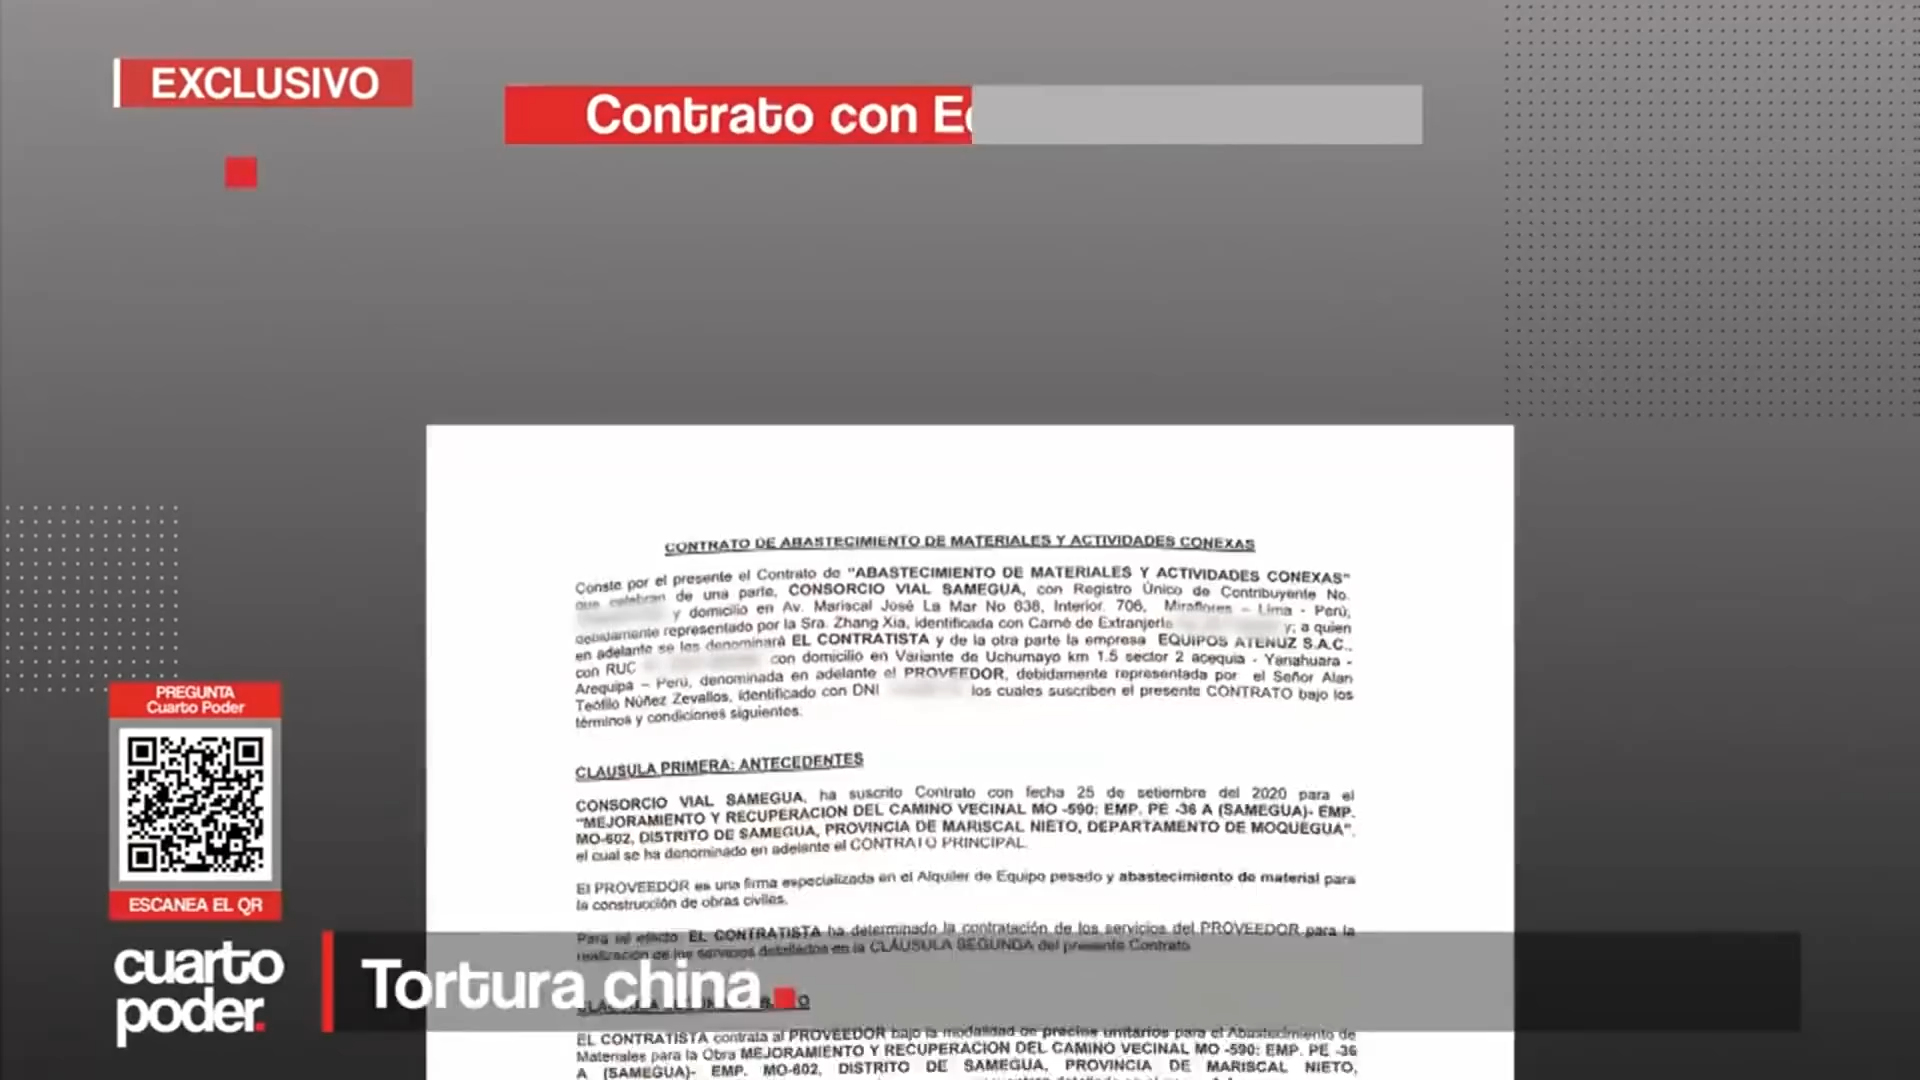 EXCLUSIVO
Contrato con E
CONTRATO DE ABASTECIMIENTO DE MATERIALES Y ACTIVIDADES CONEXAS
Conste por el presente el Contrato de "ABASTECIMIENTO DE MATERIALES Y ACTIVIDADES CONEXAS"
que celebran de una parte, CONSORCIO VIAL SAMEGUA, con Registro Único de Contribuyente No.
y domicilio en Av. Mariscal José La Mar No 638, Interior. 706, Miraflores – Lima - Perú,
debidamente representado por la Sra. Zhang Xia, identificada con Carné de Extranjería y; a quien
en adelante se les denominará EL CONTRATISTA y de la otra parte la empresa EQUIPOS ATENUZ S.A.C.,
con RUC con domicilio en Variante de Uchumayo km 1.5 sector 2 acequia - Yanahuara -
Arequipa – Perú, denominada en adelante el PROVEEDOR, debidamente representada por el Señor Alan
Teófilo Núñez Zevallos, identificado con DNI los cuales suscriben el presente CONTRATO bajo los
términos y condiciones siguientes.
CLAUSULA PRIMERA: ANTECEDENTES
CONSORCIO VIAL SAMEGUA, ha suscrito Contrato con fecha 25 de setiembre del 2020 para el
"MEJORAMIENTO Y RECUPERACION DEL CAMINO VECINAL MO -590: EMP. PE -36 A (SAMEGUA)- EMP.
MO-602, DISTRITO DE SAMEGUA, PROVINCIA DE MARISCAL NIETO, DEPARTAMENTO DE MOQUEGUA",
el cual se ha denominado en adelante el CONTRATO PRINCIPAL.
El PROVEEDOR es una firma especializada en el Alquiler de Equipo pesado y abastecimiento de material para
la construcción de obras civiles.
Para tal efecto EL CONTRATISTA ha determinado la contratación de los servicios del PROVEEDOR para la
realización de los servicios detallados en la CLÁUSULA SEGUNDA del presente Contrato
EL CONTRATISTA contrata al PROVEEDOR bajo la modalidad de precios unitarios para el Abastecimiento de
Materiales para la Obra MEJORAMIENTO Y RECUPERACION DEL CAMINO VECINAL MO -590: EMP. PE -36
A (SAMEGUA)- EMP. MO-602, DISTRITO DE SAMEGUA, PROVINCIA DE MARISCAL NIETO,
PREGUNTA
Cuarto Poder
ESCANEA EL QR
cuarto
poder.
Tortura china